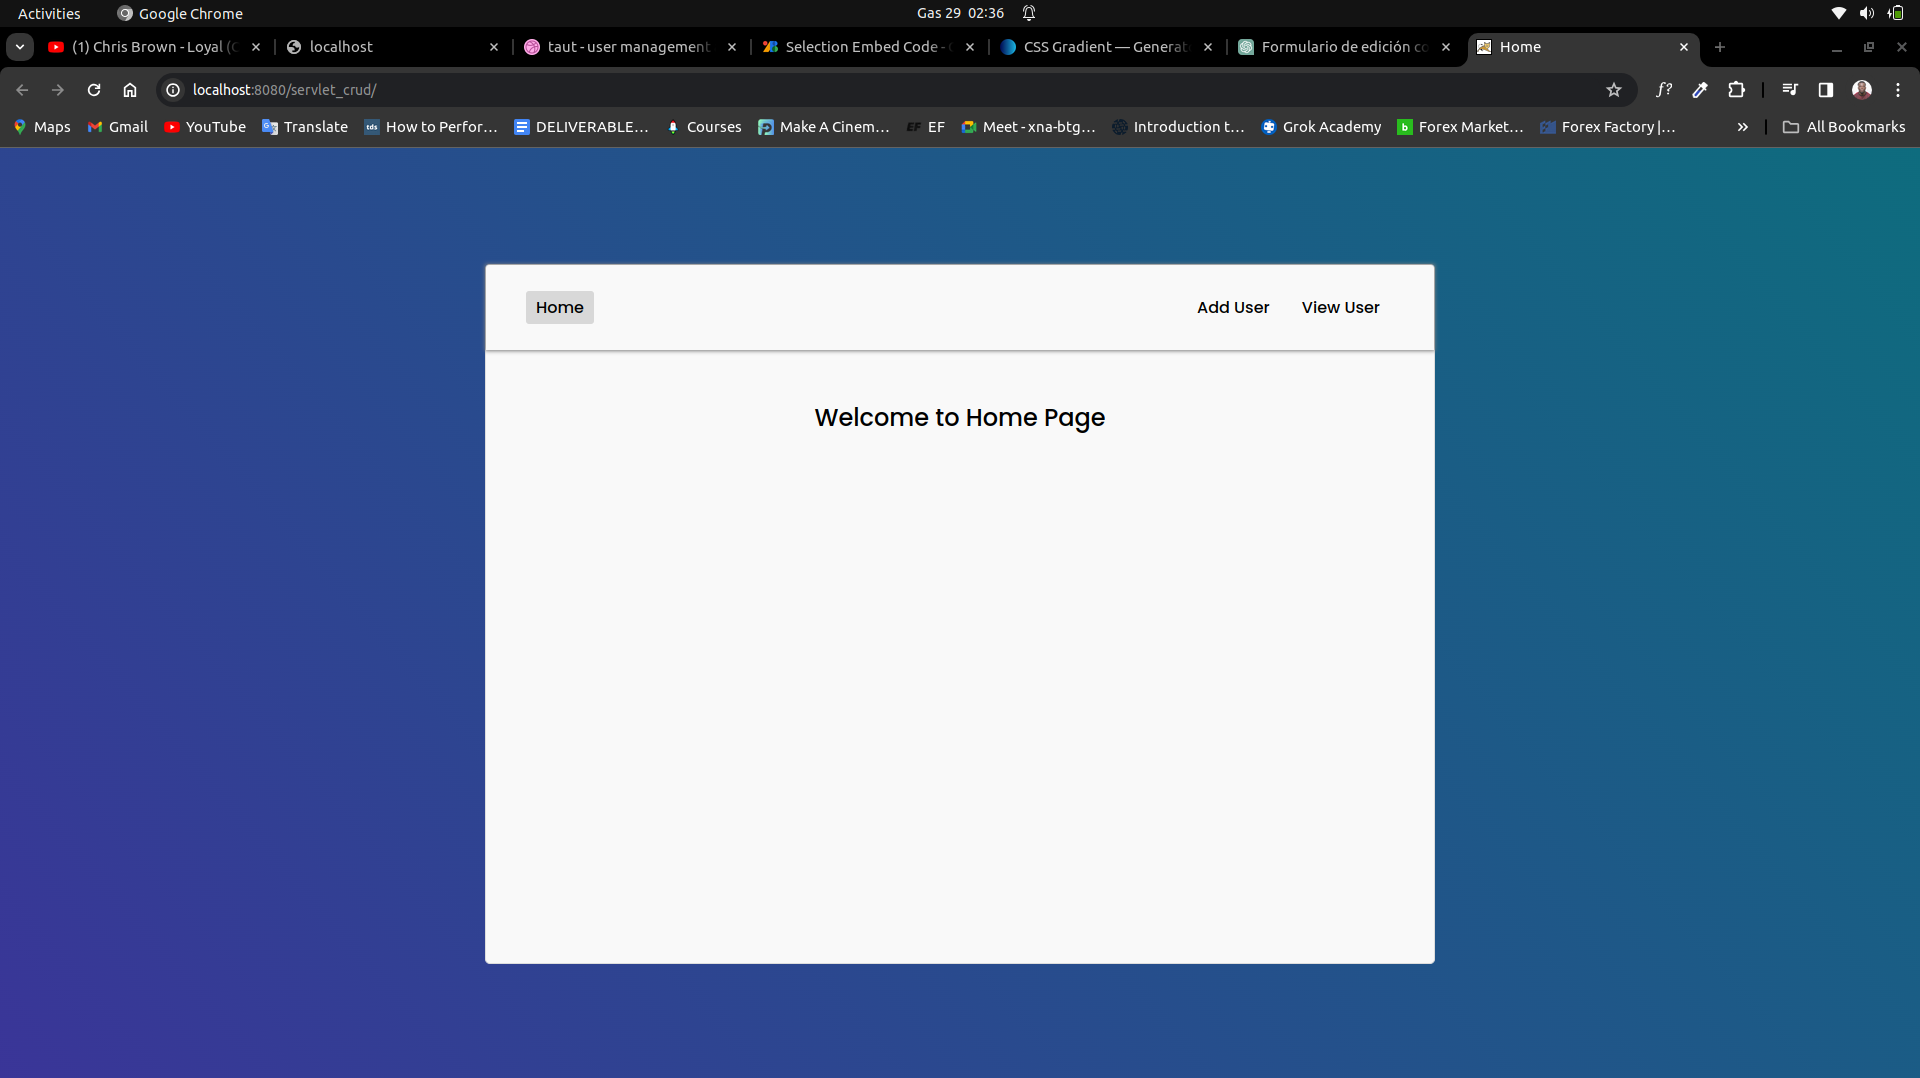 Activities Google Chrome Gas 29 02:36
(1) Chris Brown - Loyal ( localhost taut - user management Selection Embed Code - CSS Gradient — Generat Formulario de edición co Home
localhost:8080/servlet_crud/ f?
Maps Gmail YouTube Translate tds How to Perfor... DELIVERABLE... Courses Make A Cinem... EF EF Meet - xna-btg... Introduction t... Grok Academy b Forex Market... Forex Factory |... » All Bookmarks
Home Add User View User
Welcome to Home Page